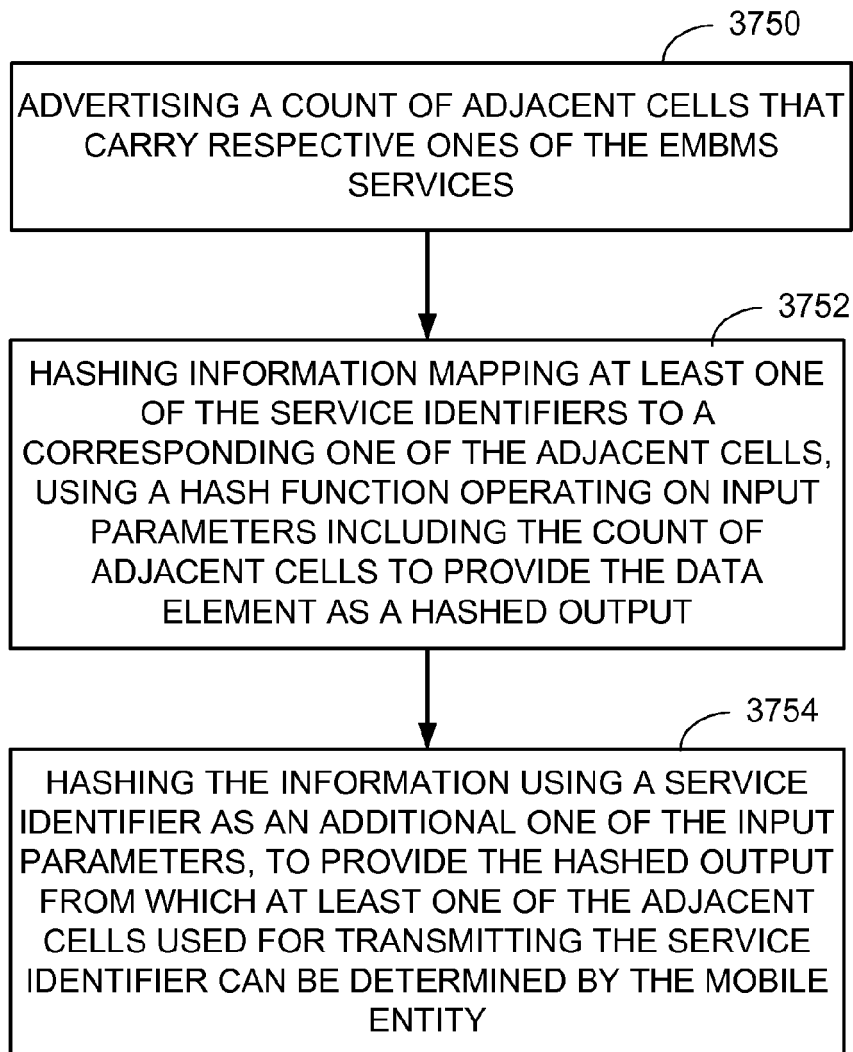 3750
ADVERTISING A COUNT OF ADJACENT CELLS THAT
CARRY RESPECTIVE ONES OF THE EMBMS
SERVICES
3752
HASHING INFORMATION MAPPING AT LEAST ONE
OF THE SERVICE IDENTIFIERS TO A
CORRESPONDING ONE OF THE ADJACENT CELLS,
USING A HASH FUNCTION OPERATING ON INPUT
PARAMETERS INCLUDING THE COUNT OF
ADJACENT CELLS TO PROVIDE THE DATA
ELEMENT AS A HASHED OUTPUT
3754
HASHING THE INFORMATION USING A SERVICE
IDENTIFIER AS AN ADDITIONAL ONE OF THE INPUT
PARAMETERS, TO PROVIDE THE HASHED OUTPUT
FROM WHICH AT LEAST ONE OF THE ADJACENT
CELLS USED FOR TRANSMITTING THE SERVICE
IDENTIFIER CAN BE DETERMINED BY THE MOBILE
ENTITY